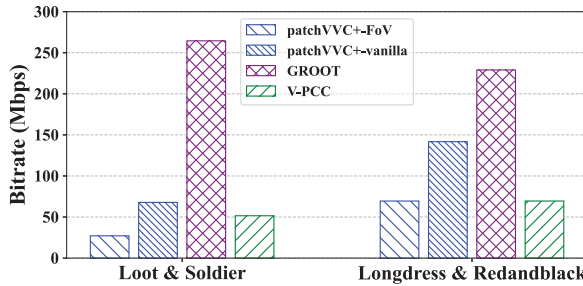 300
250
200
150
100
50
0
Bitrate (Mbps)
patchVVC+-FoV
patchVVC+-vanilla
GROOT
V-PCC
Loot & Soldier
Longdress & Redandblack